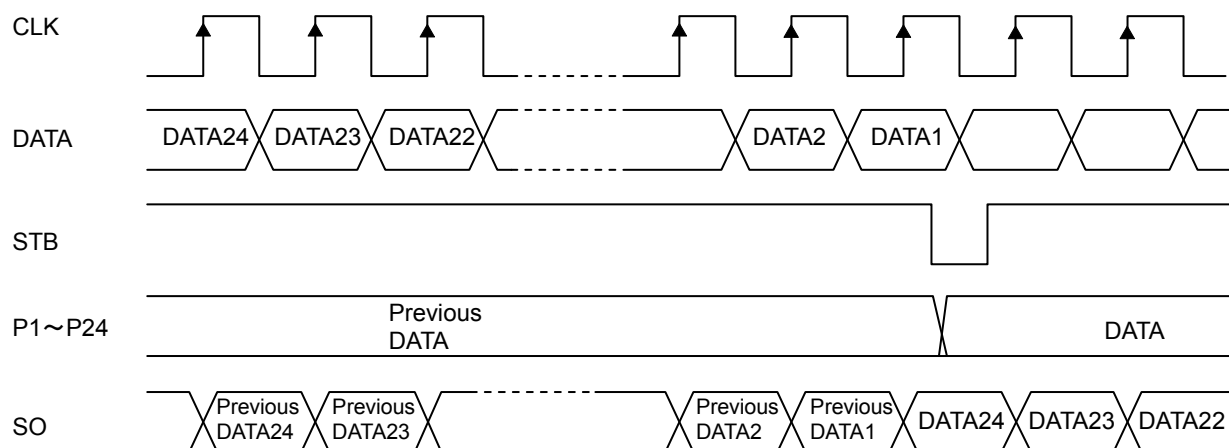 CLK
DATA
DATA24
DATA23
DATA22
DATA2
DATA1
STB
P1～P24
Previous
DATA
DATA
SO
Previous
DATA24
Previous
DATA23
Previous
DATA2
Previous
DATA1
DATA24
DATA23
DATA22